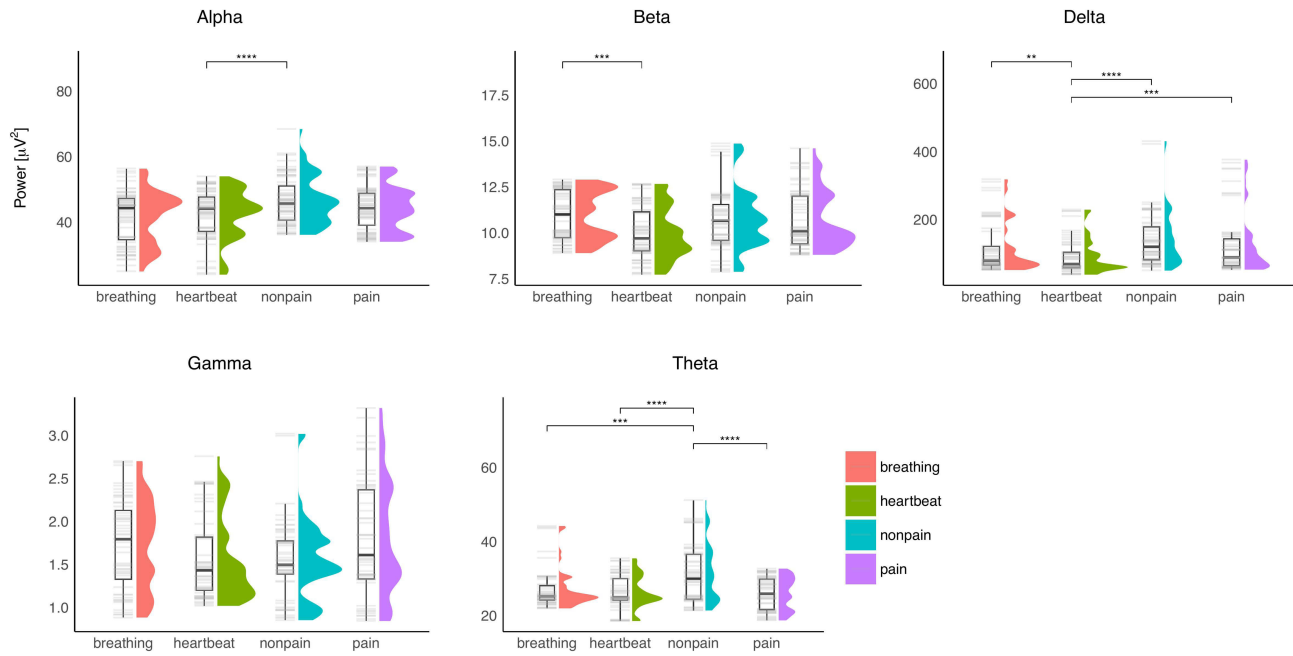 Alpha
Beta
Delta
Power [μV²]
80
60
40
****
breathing heartbeat nonpain pain
17.5
15.0
12.5
10.0
7.5
***
breathing heartbeat nonpain pain
600
400
200
**
****
***
breathing heartbeat nonpain pain
Gamma
Theta
3.0
2.5
2.0
1.5
1.0
breathing heartbeat nonpain pain
60
40
20
****
***
****
breathing heartbeat nonpain pain
breathing
heartbeat
nonpain
pain